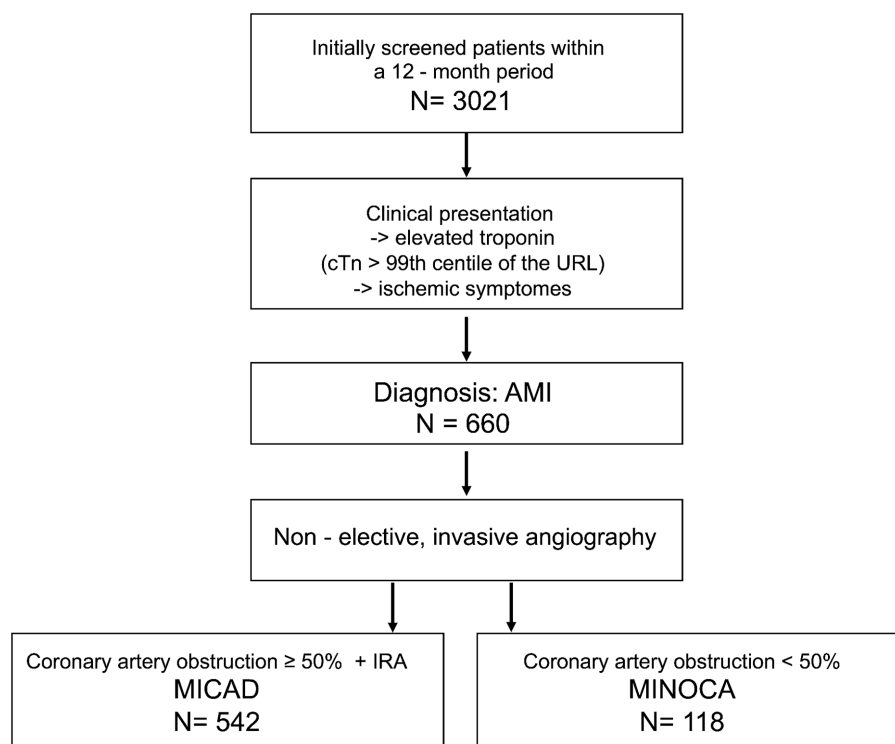 Initially screened patients within
a 12 - month period
N= 3021
Clinical presentation
-> elevated troponin
(cTn > 99th centile of the URL)
-> ischemic symptomes
Diagnosis: AMI
N = 660
Non - elective, invasive angiography
Coronary artery obstruction ≥ 50% + IRA
MICAD
N= 542
Coronary artery obstruction < 50%
MINOCA
N= 118